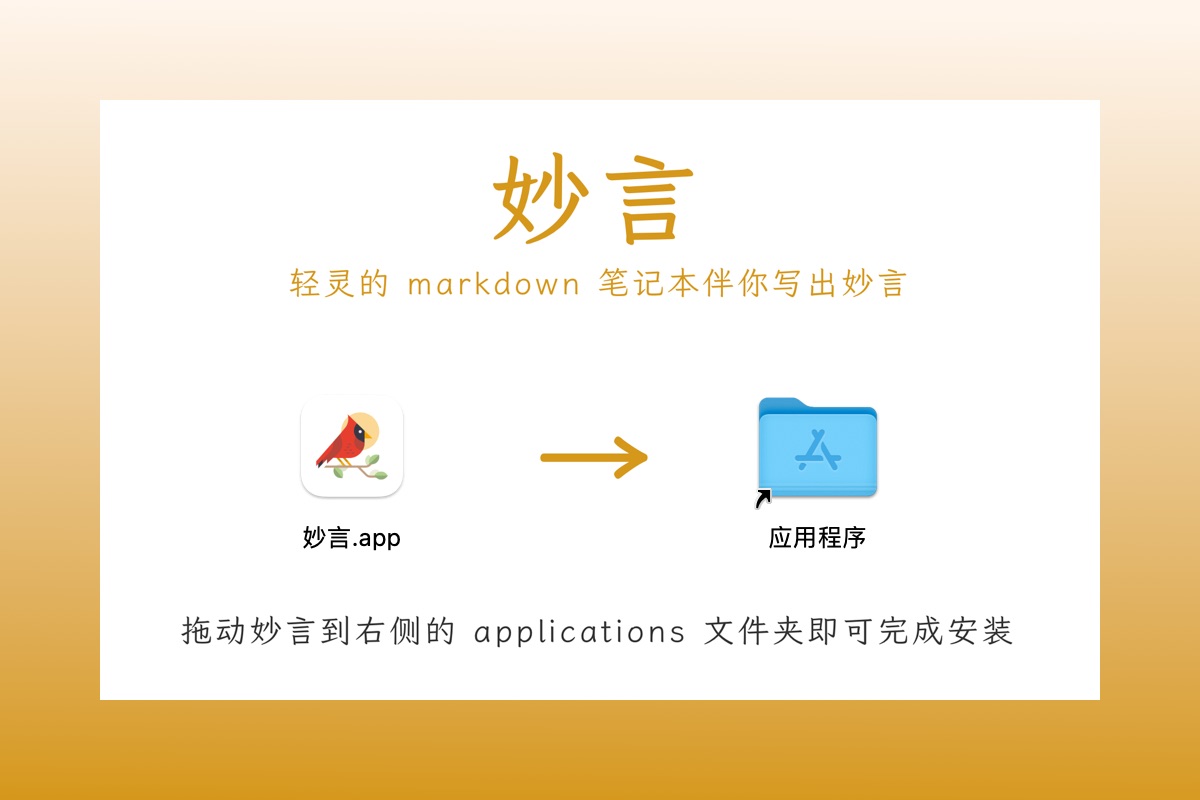 妙言
轻灵的 markdown 笔记本伴你写出妙言
妙言.app
应用程序
拖动妙言到右侧的 applications 文件夹即可完成安装